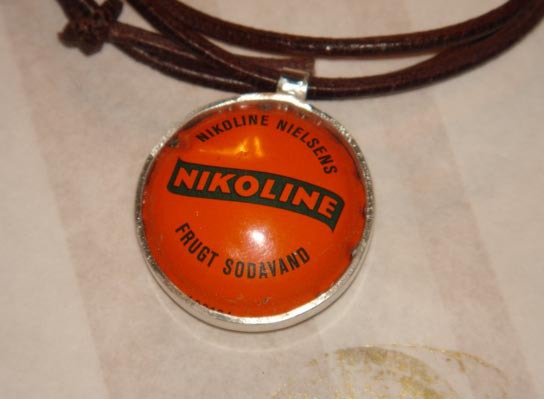 NIKOLINE NIELSENS
NIKOLINE
FRUGT SODAVAND